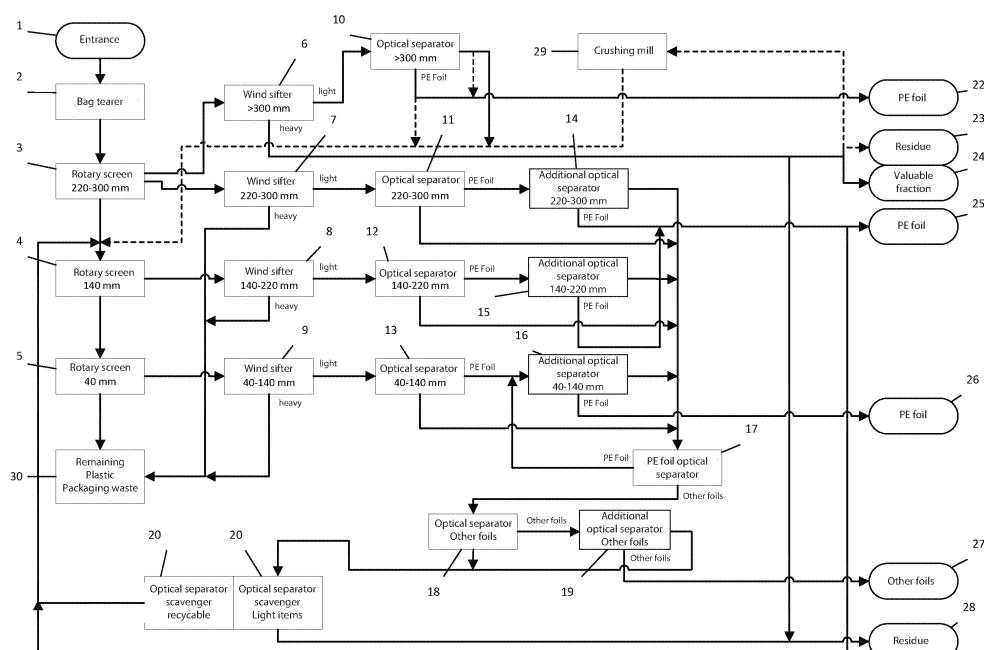 1
Entrance
2
Bag tearer
3
Rotary screen
220-300 mm
4
Rotary screen
140 mm
5
Rotary screen
40 mm
30
Remaining
Plastic
Packaging waste
6
Wind sifter
>300 mm
light
heavy
7
Wind sifter
220-300 mm
light
heavy
8
Wind sifter
140-220 mm
light
heavy
9
Wind sifter
40-140 mm
light
heavy
10
Optical separator
>300 mm
PE Foil
11
Optical separator
220-300 mm
PE Foil
12
Optical separator
140-220 mm
PE Foil
13
Optical separator
40-140 mm
PE Foil
14
Additional optical
separator
220-300 mm
PE Foil
15
Additional optical
separator
140-220 mm
PE Foil
16
Additional optical
separator
40-140 mm
PE Foil
17
PE foil optical
separator
PE Foil
Other foils
18
Optical separator
Other foils
Other foils
19
Additional
optical separator
Other foils
Other foils
20
Optical separator
scavenger
recycable
20
Optical separator
scavenger
Light items
29
Crushing mill
22
PE foil
23
Residue
24
Valuable
fraction
25
PE foil
26
PE foil
27
Other foils
28
Residue